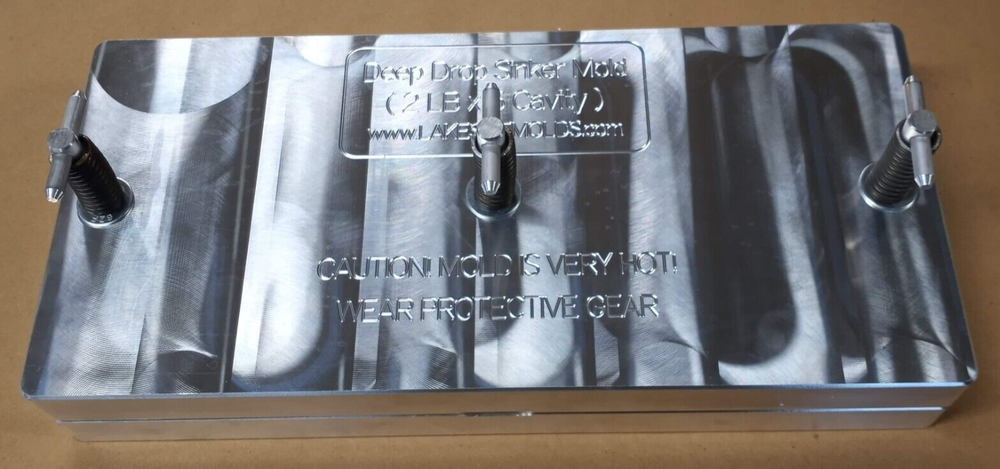 Deep Drop Sinker Mold
( 2 LB x Cavity )
www.LAKE MOLDS.com
CAUTION! MOLD IS VERY HOT!
WEAR PROTECTIVE GEAR